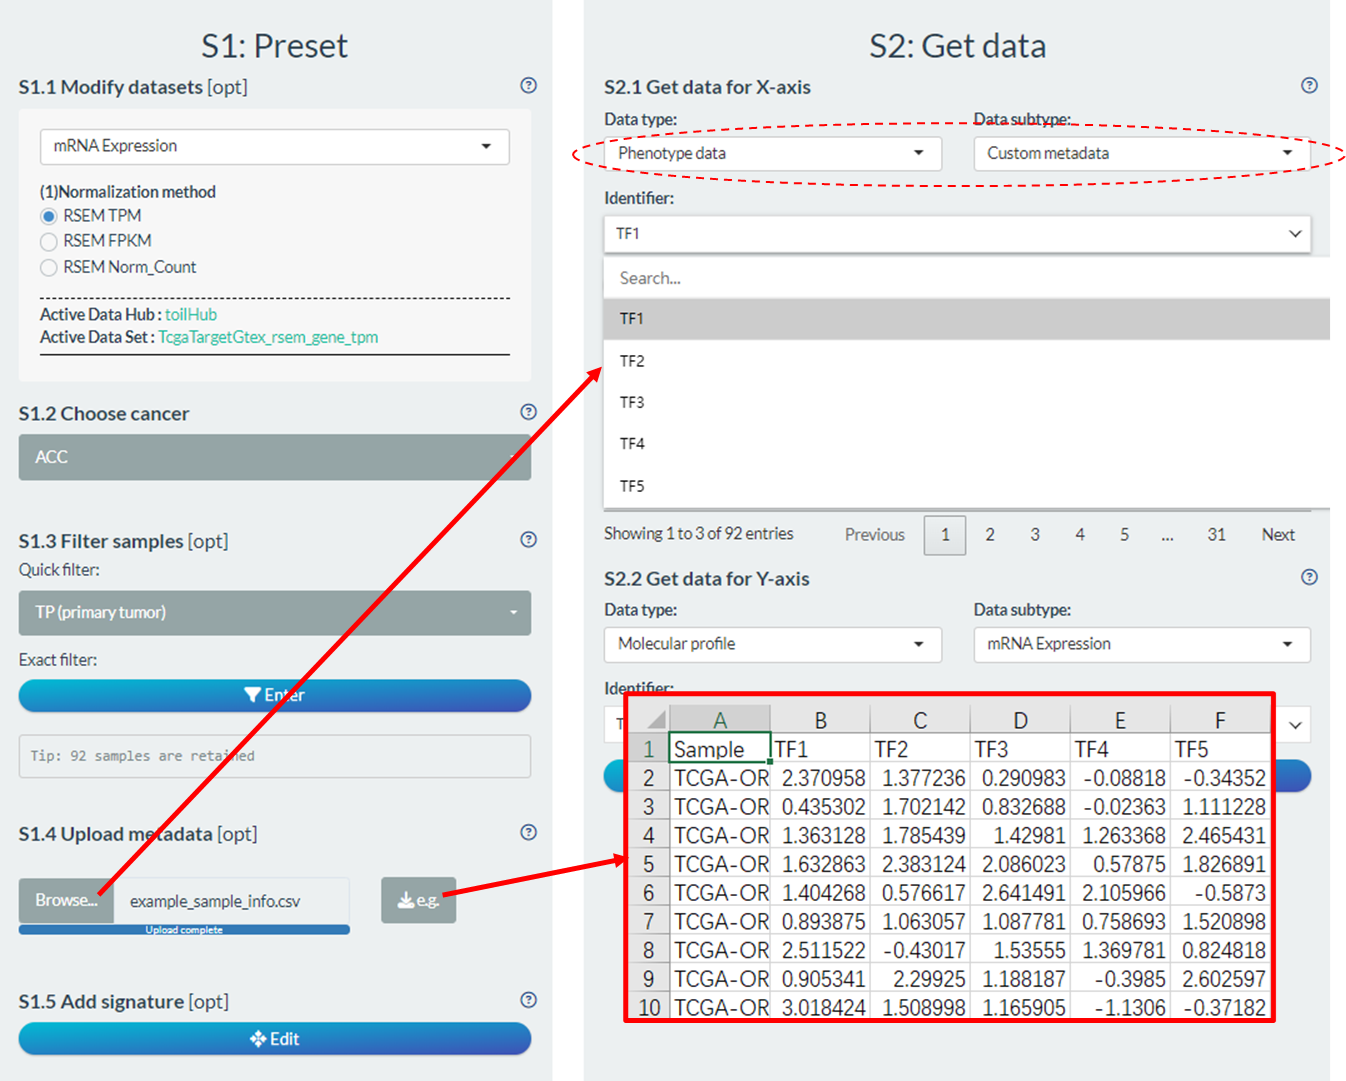 S1: Preset
S1.1 Modify datasets [opt]
mRNA Expression
(1)Normalization method
RSEM TPM
RSEM FPKM
RSEM Norm_Count
Active Data Hub : toilHub
Active Data Set : TcgaTargetGtex_rsem_gene_tpm
S1.2 Choose cancer
ACC
S1.3 Filter samples [opt]
Quick filter:
TP (primary tumor)
Exact filter:
Enter
Tip: 92 samples are retained
S1.4 Upload metadata [opt]
Browse...
example_sample_info.csv
Upload complete
e.g.
S1.5 Add signature [opt]
Edit
S2: Get data
S2.1 Get data for X-axis
Data type: Data subtype:
Phenotype data Custom metadata
Identifier:
TF1
Search...
TF1
TF2
TF3
TF4
TF5
Showing 1 to 3 of 92 entries Previous 1 2 3 4 5 ... 31 Next
S2.2 Get data for Y-axis
Data type: Data subtype:
Molecular profile mRNA Expression
Identifier:
A B C D E F
1 Sample TF1 TF2 TF3 TF4 TF5
2 TCGA-OR 2.370958 1.377236 0.290983 -0.08818 -0.34352
3 TCGA-OR 0.435302 1.702142 0.832688 -0.02363 1.111228
4 TCGA-OR 1.363128 1.785439 1.42981 1.263368 2.465431
5 TCGA-OR 1.632863 2.383124 2.086023 0.57875 1.826891
6 TCGA-OR 1.404268 0.576617 2.641491 2.105966 -0.5873
7 TCGA-OR 0.893875 1.063057 1.087781 0.758693 1.520898
8 TCGA-OR 2.511522 -0.43017 1.53555 1.369781 0.824818
9 TCGA-OR 0.905341 2.29925 1.188187 -0.3985 2.602597
10 TCGA-OR 3.018424 1.508998 1.165905 -1.1306 -0.37182